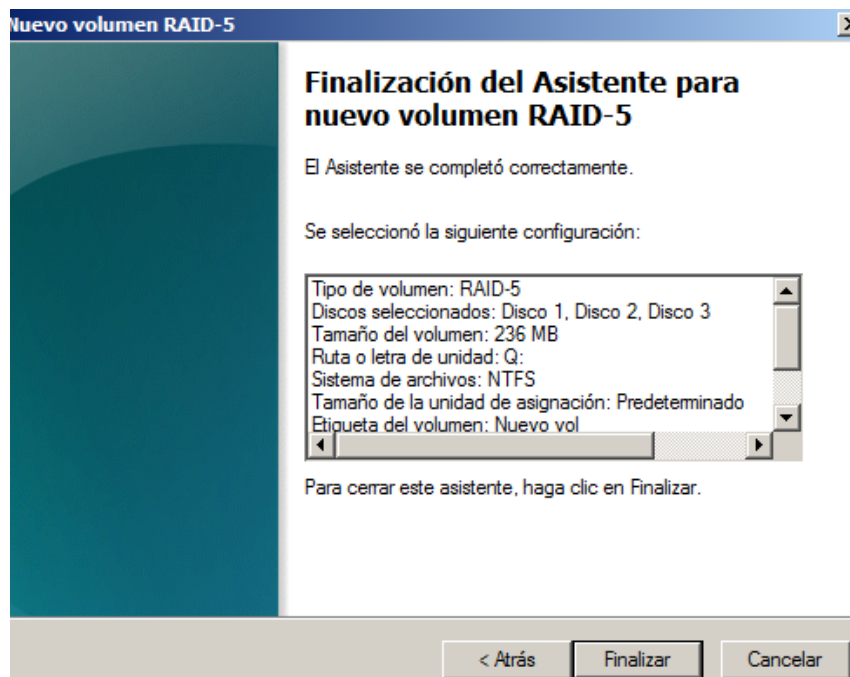 Nuevo volumen RAID-5
Finalización del Asistente para
nuevo volumen RAID-5
El Asistente se completó correctamente.
Se seleccionó la siguiente configuración:
Tipo de volumen: RAID-5
Discos seleccionados: Disco 1, Disco 2, Disco 3
Tamaño del volumen: 236 MB
Ruta o letra de unidad: Q:
Sistema de archivos: NTFS
Tamaño de la unidad de asignación: Predeterminado
Etiqueta del volumen: Nuevo vol
Para cerrar este asistente, haga clic en Finalizar.
< Atrás
Finalizar
Cancelar